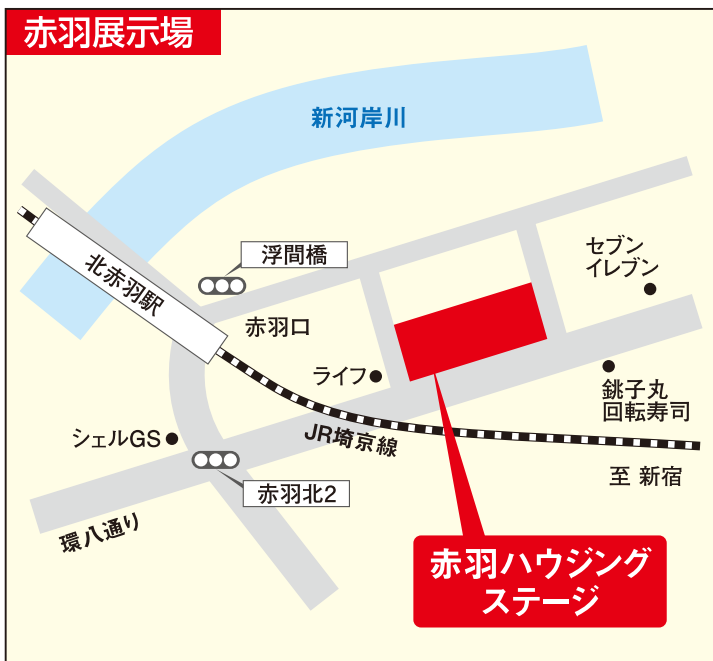 赤羽展示場
新河岸川
浮間橋
セブン
イレブン
北赤羽駅
赤羽口
ライフ
銚子丸
回転寿司
シェルGS
JR埼京線
至 新宿
赤羽北2
環八通り
赤羽ハウジング
ステージ